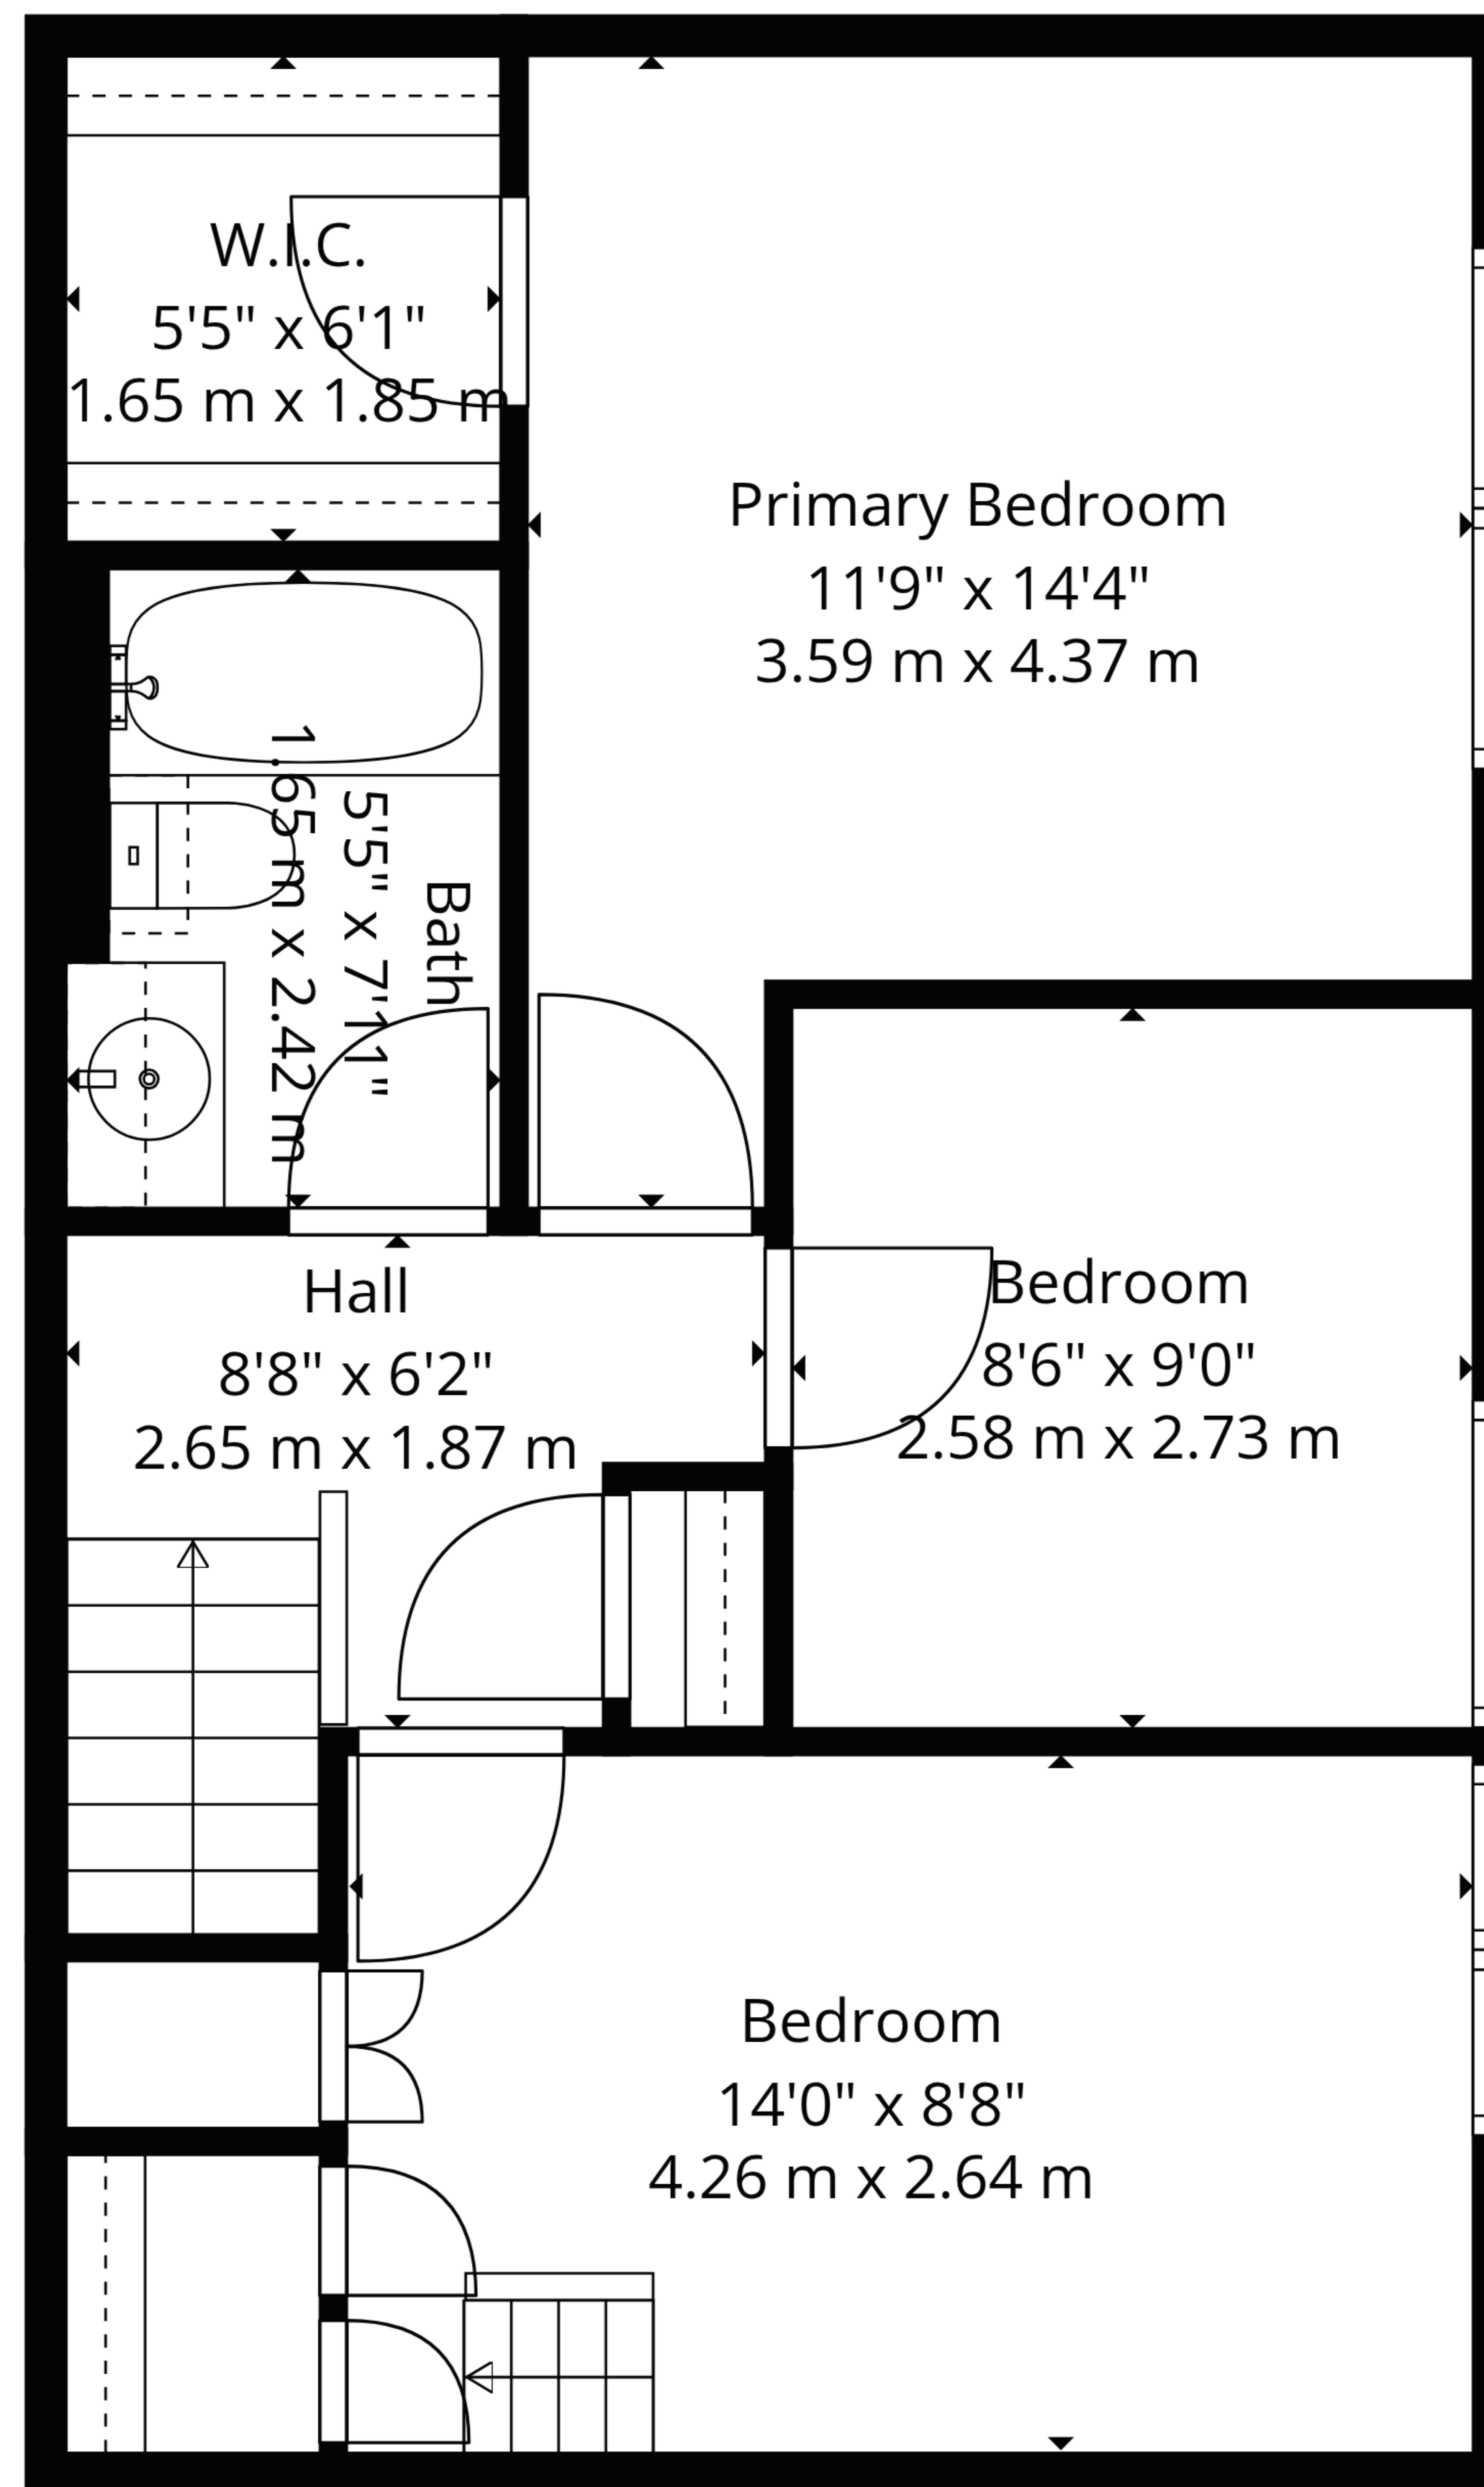 W.I.C.
5'5" x 6'1"
1.65 m x 1.85 m
Primary Bedroom
11'9" x 14'4"
3.59 m x 4.37 m
Bath
5'5" x 7'11"
1.65 m x 2.42 m
Hall
8'8" x 6'2"
2.65 m x 1.87 m
Bedroom
8'6" x 9'0"
2.58 m x 2.73 m
Bedroom
14'0" x 8'8"
4.26 m x 2.64 m